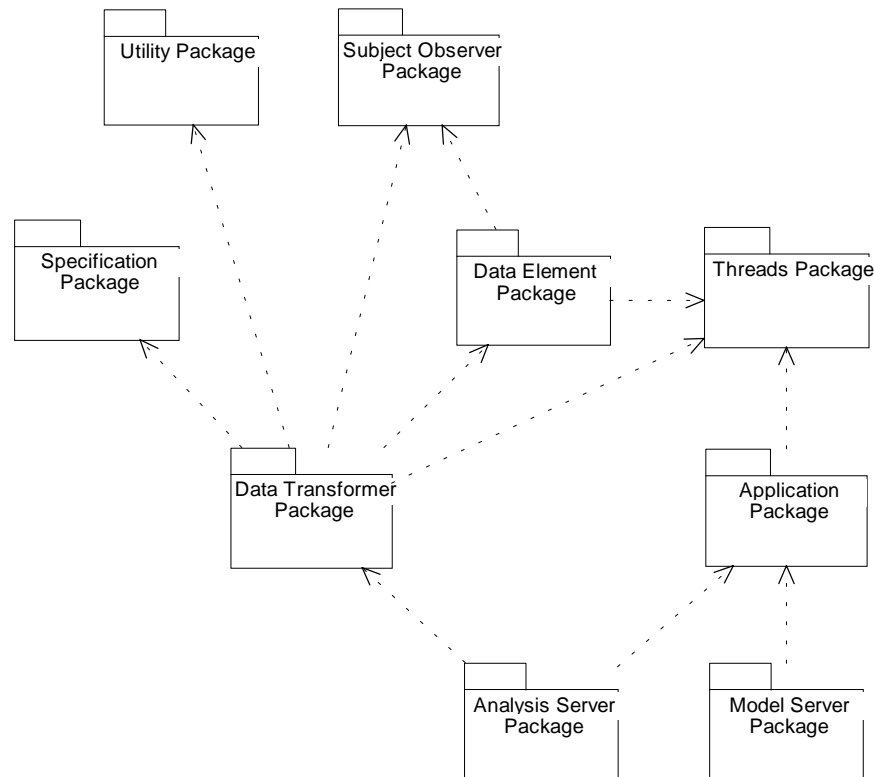 Utility Package
Subject Observer
Package
Specification
Package
Data Element
Package
Threads Package
Data Transformer
Package
Application
Package
Analysis Server
Package
Model Server
Package